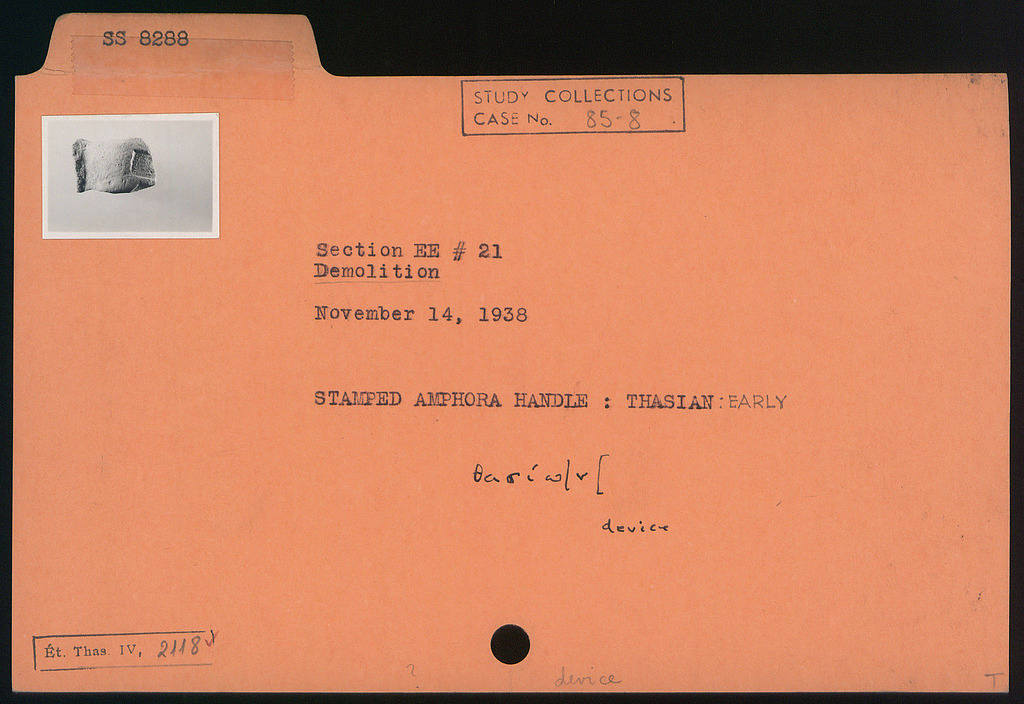 SS 8288
STUDY COLLECTIONS
CASE No. 85-8
Section EE # 21
Demolition
November 14, 1938
STAMPED AMPHORA HANDLE : THASIAN : EARLY
θασίω|ν[
device
Ét. Thas. IV, 2118
?
device
T